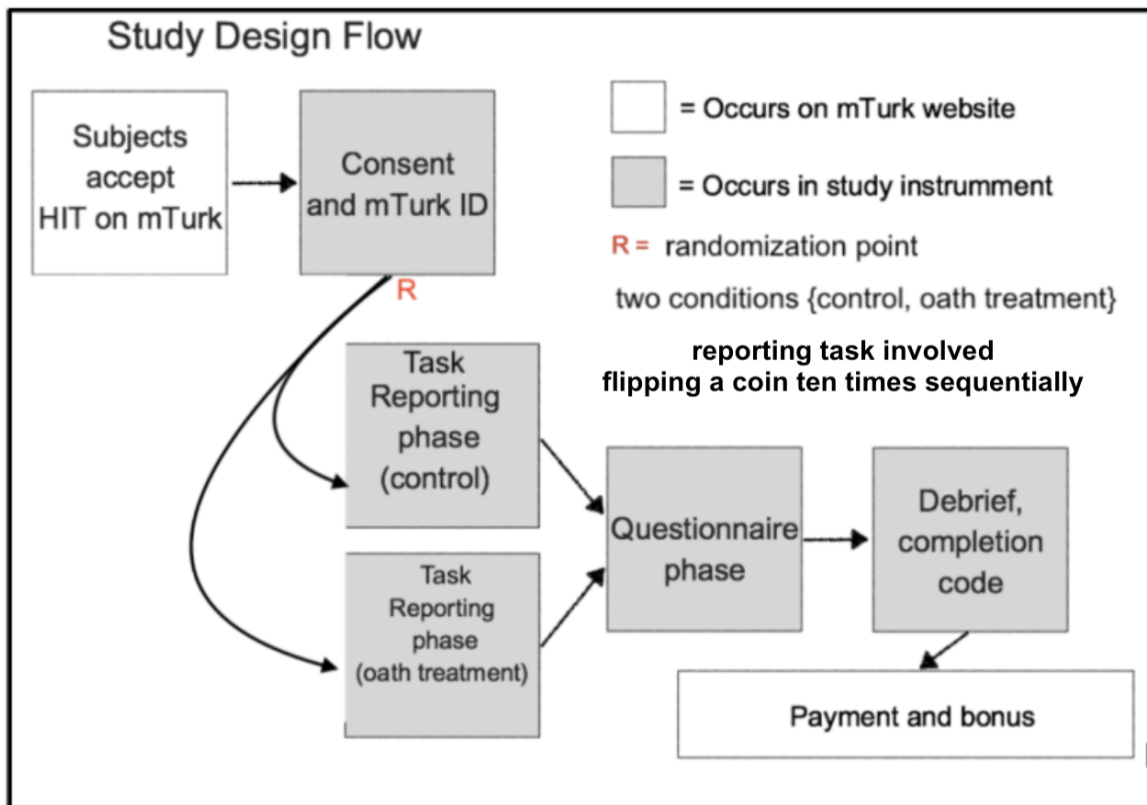 Study Design Flow
Subjects
accept
HIT on mTurk
Consent
and mTurk ID
= Occurs on mTurk website
= Occurs in study instrumment
R = randomization point
two conditions {control, oath treatment}
reporting task involved
flipping a coin ten times sequentially
R
Task
Reporting
phase
(control)
Task
Reporting
phase
(oath treatment)
Questionnaire
phase
Debrief,
completion
code
Payment and bonus